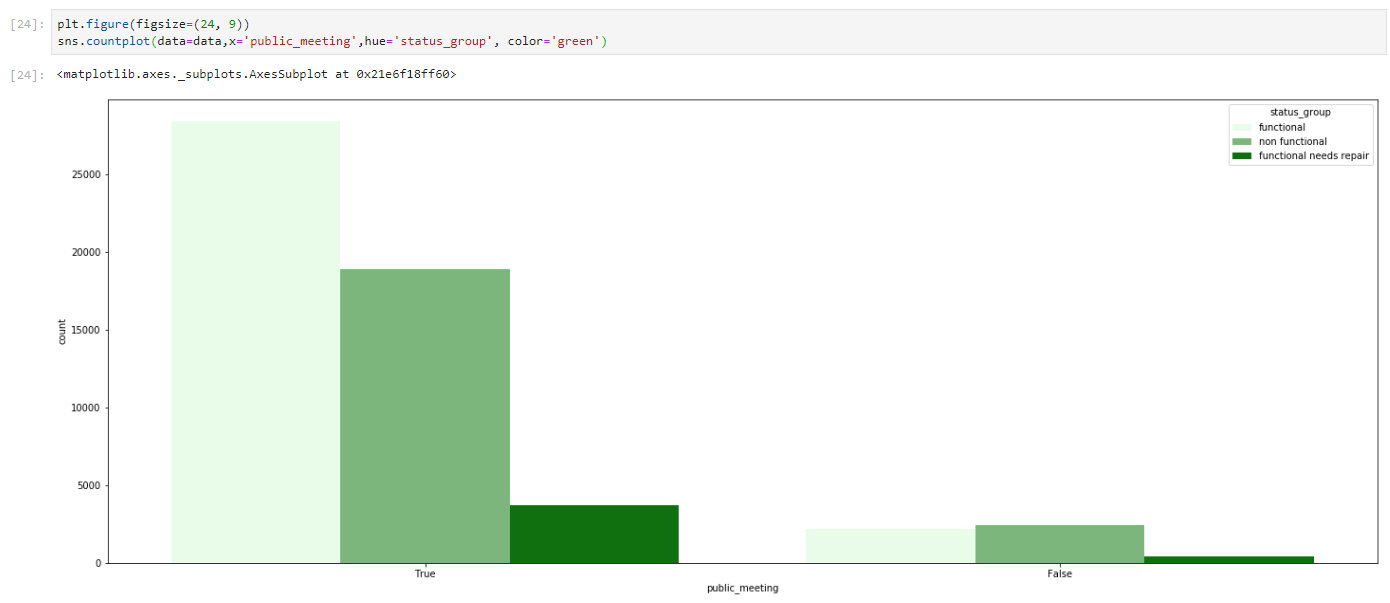 [24]: plt.figure(figsize=(24, 9))
sns.countplot(data=data,x='public_meeting',hue='status_group', color='green')
[24]: <matplotlib.axes._subplots.AxesSubplot at 0x21e6f18ff60>
status_group
functional
non functional
functional needs repair
25000
20000
15000
10000
5000
0
count
True
False
public_meeting